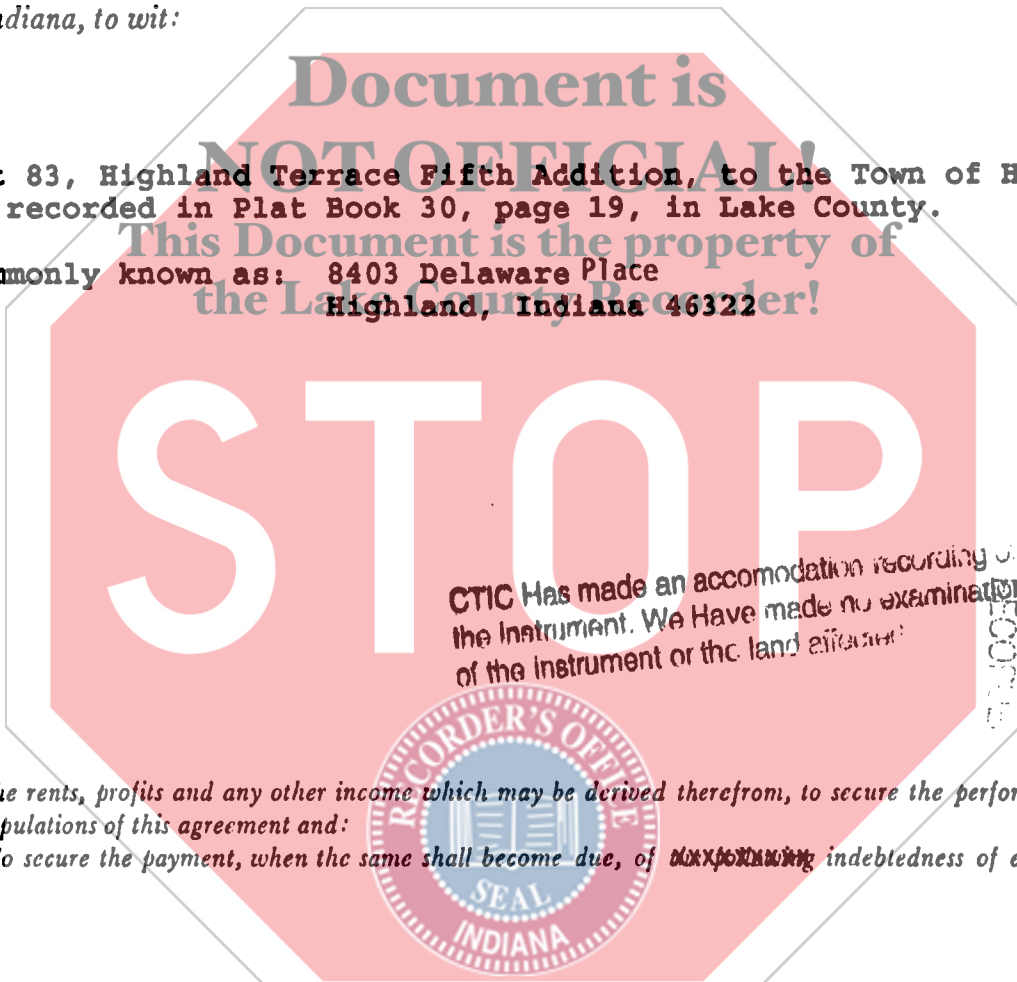 ndiana, to wit:
Document is
NOT OFFICIAL!
t 83, Highland Terrace Fifth Addition, to the Town of H
recorded in Plat Book 30, page 19, in Lake County.
This Document is the property of
mmonly known as: 8403 Delaware Place
the Lake County Recorder!
Highland, Indiana 46322
STOP
CTIC Has made an accomodation recording
the Instrument. We Have made no examination
of the Instrument or the land affected
RECORDER'S OFFICE
SEAL
INDIANA
he rents, profits and any other income which may be derived therefrom, to secure the perfor
pulations of this agreement and:
o secure the payment, when the same shall become due, of indebtedness of e